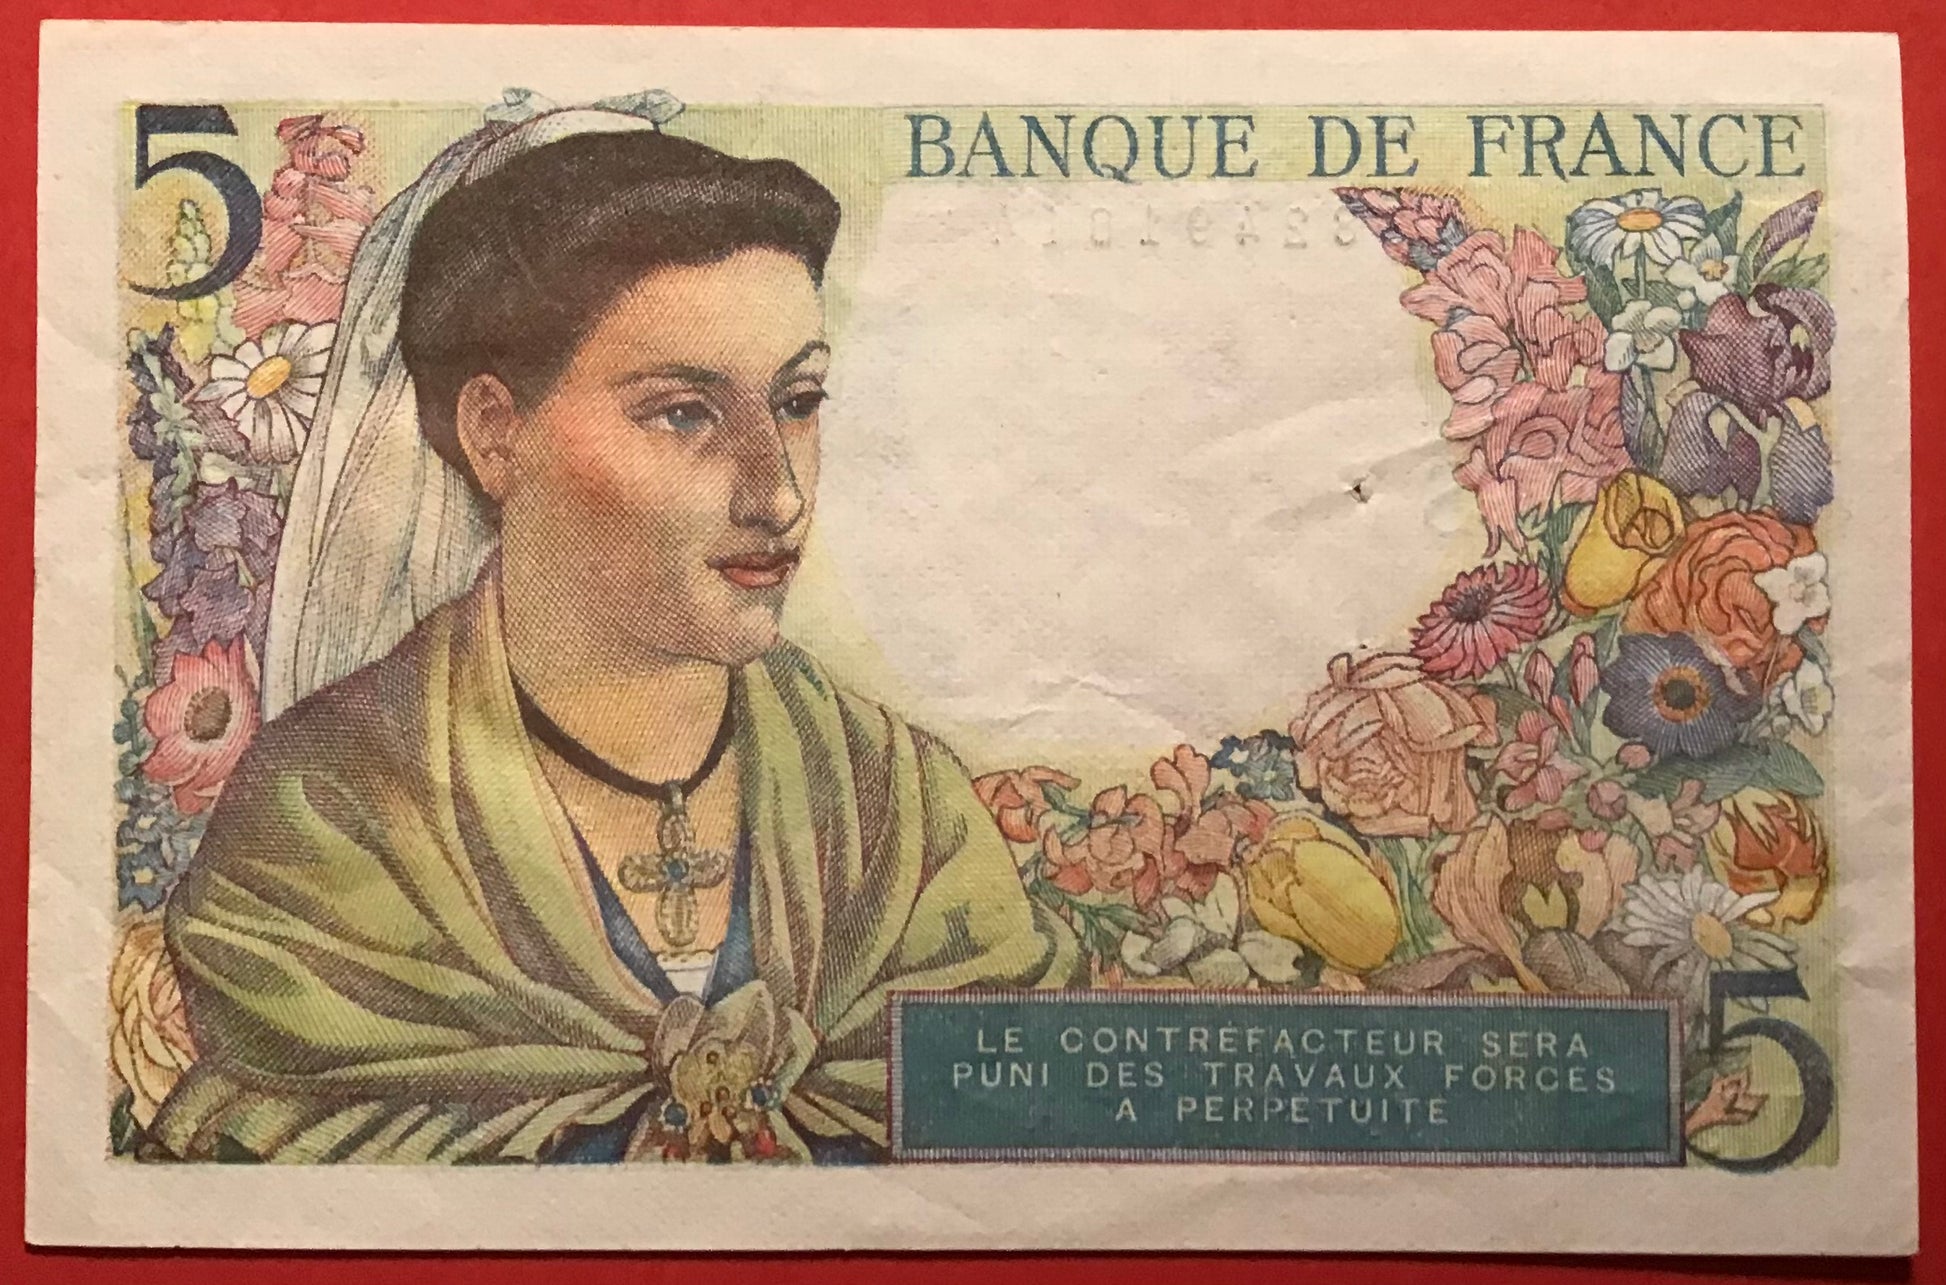 5
BANQUE DE FRANCE
LE CONTREFACTEUR SERA
PUNI DES TRAVAUX FORCES
A PERPETUITE
5